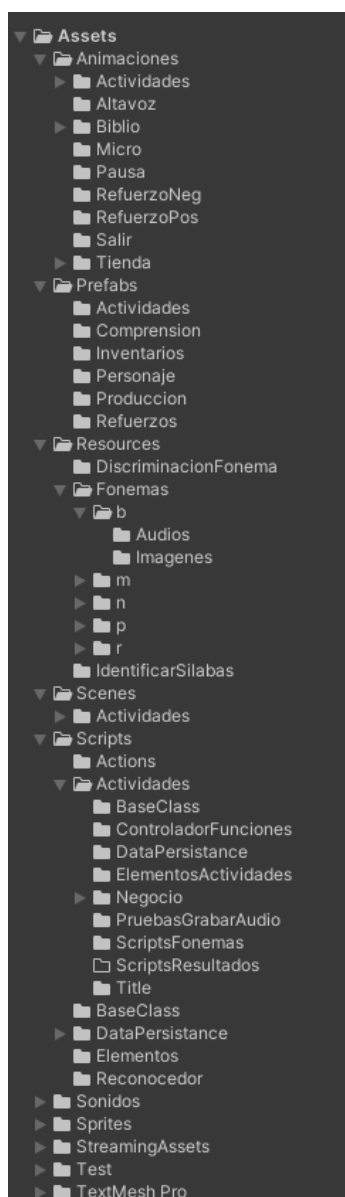 Assets
Animaciones
Actividades
Altavoz
Biblio
Micro
Pausa
RefuerzoNeg
RefuerzoPos
Salir
Tienda
Prefabs
Actividades
Comprension
Inventarios
Personaje
Produccion
Refuerzos
Resources
DiscriminacionFonema
Fonemas
b
Audios
Imagenes
m
n
p
r
IdentificarSilabas
Scenes
Actividades
Scripts
Actions
Actividades
BaseClass
ControladorFunciones
DataPersistance
ElementosActividades
Negocio
PruebasGrabarAudio
ScriptsFonemas
ScriptsResultados
Title
BaseClass
DataPersistance
Elementos
Reconocedor
Sonidos
Sprites
StreamingAssets
Test
TextMesh Pro